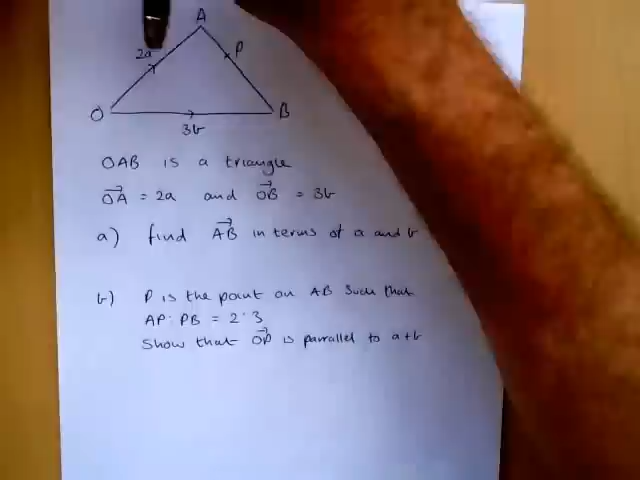 A
2a
P
O
B
3b
OAB is a triangle
OA = 2a and OB = 3b
a) find AB in terms of a and b
b) P is the point on AB such that
AP : PB = 2 : 3
Show that OP is parrallel to a + b